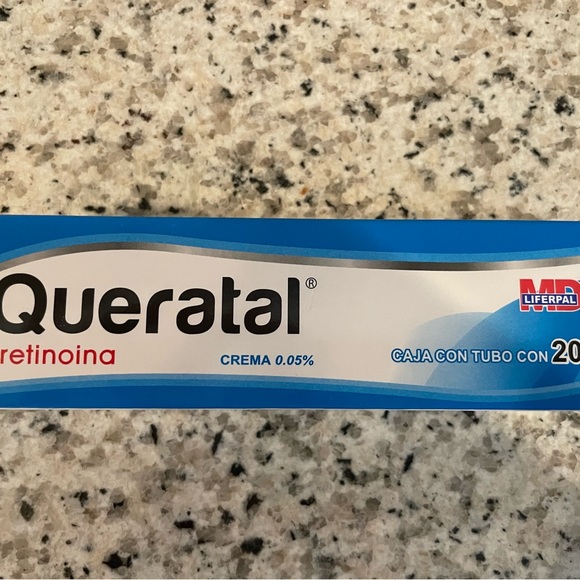 Queratal®
retinoina
CREMA 0.05%
MD
LIFERPAL
CAJA CON TUBO CON 20